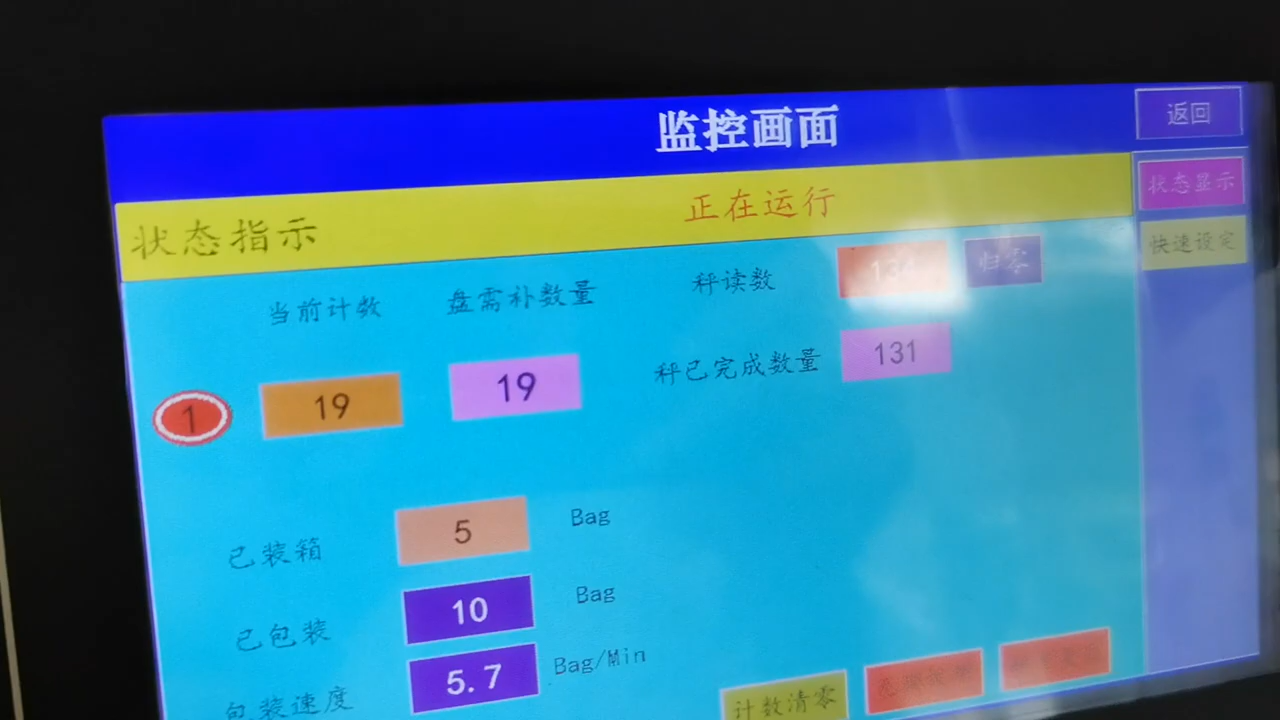 监控画面
返回
状态指示
正在运行
状态显示
快速设定
当前计数
盘需补数量
秤读数
归零
秤已完成数量
131
1
19
19
已装箱
5
Bag
已包装
10
Bag
包装速度
5.7
Bag/Min
计数清零